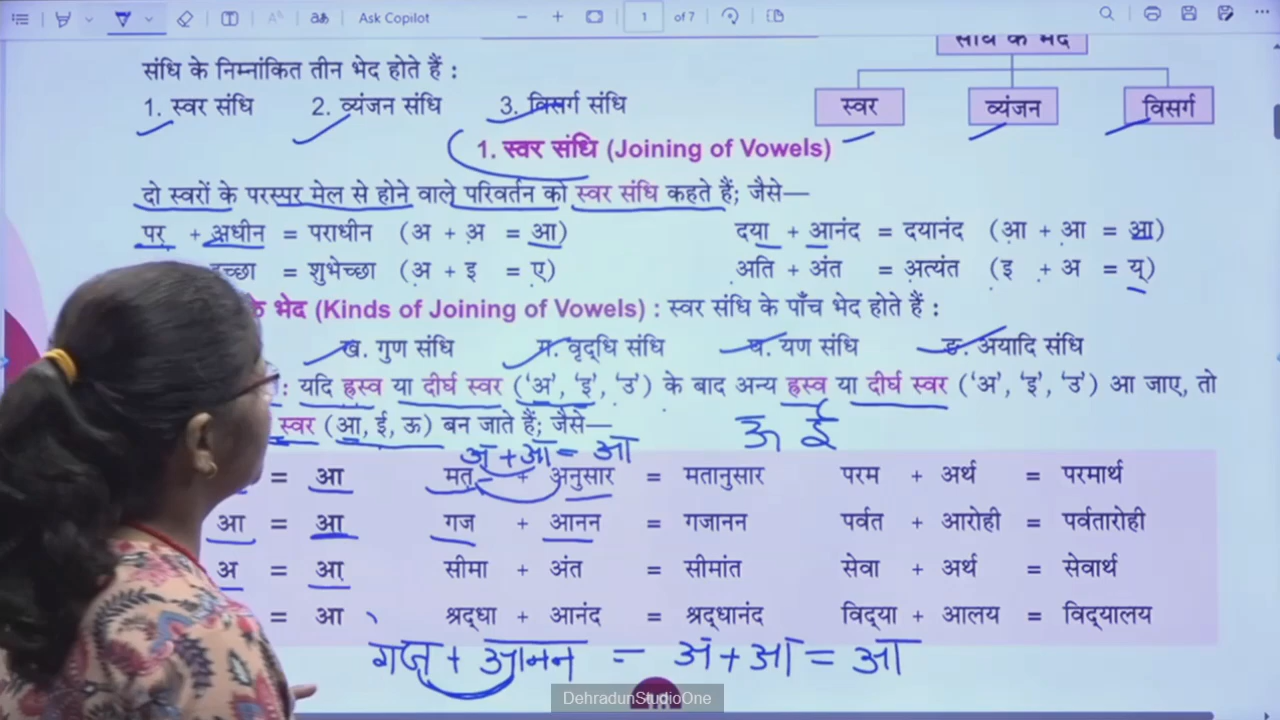 Ask Copilot
1 of 7
संधि के भेद
संधि के निम्नांकित तीन भेद होते हैं :
1. स्वर संधि 2. व्यंजन संधि 3. विसर्ग संधि
स्वर व्यंजन विसर्ग
1. स्वर संधि (Joining of Vowels)
दो स्वरों के परस्पर मेल से होने वाले परिवर्तन को स्वर संधि कहते हैं; जैसे—
पर + अधीन = पराधीन (अ + अ = आ) दया + आनंद = दयानंद (आ + आ = आ)
इच्छा = शुभेच्छा (अ + इ = ए) अति + अंत = अत्यंत (इ + अ = य्)
के भेद (Kinds of Joining of Vowels) : स्वर संधि के पाँच भेद होते हैं :
ख. गुण संधि ग. वृद्धि संधि घ. यण संधि ङ. अयादि संधि
: यदि ह्रस्व या दीर्घ स्वर ('अ', 'इ', 'उ') के बाद अन्य ह्रस्व या दीर्घ स्वर ('अ', 'इ', 'उ') आ जाए, तो
स्वर (आ, ई, ऊ) बन जाते हैं; जैसे— ऊ ई
अ + आ = आ
= आ मत + अनुसार = मतानुसार परम + अर्थ = परमार्थ
आ = आ गज + आनन = गजानन पर्वत + आरोही = पर्वतारोही
अ = आ सीमा + अंत = सीमांत सेवा + अर्थ = सेवार्थ
= आ श्रद्धा + आनंद = श्रद्धानंद विद्या + आलय = विद्यालय
गज + आनन = अ + आ = आ
DehradunStudioOne